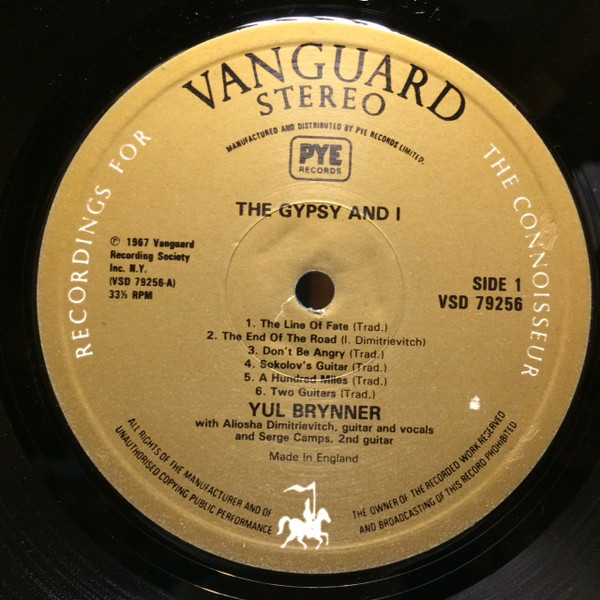 VANGUARD
STEREO
RECORDINGS FOR THE CONNOISSEUR
MANUFACTURED AND DISTRIBUTED BY PYE RECORDS LIMITED.
PYE
RECORDS
THE GYPSY AND I
℗ 1967 Vanguard
Recording Society
Inc. N.Y.
(VSD 79256-A)
33⅓ RPM
SIDE 1
VSD 79256
1. The Line Of Fate (Trad.)
2. The End Of The Road (I. Dimitrievitch)
3. Don't Be Angry (Trad.)
4. Sokolov's Guitar (Trad.)
5. A Hundred Miles (Trad.)
6. Two Guitars (Trad.)
YUL BRYNNER
with Aliosha Dimitrievitch, guitar and vocals
and Serge Camps, 2nd guitar
Made In England
ALL RIGHTS OF THE MANUFACTURER AND OF THE OWNER OF THE RECORDED WORK RESERVED
UNAUTHORISED COPYING PUBLIC PERFORMANCE AND BROADCASTING OF THIS RECORD PROHIBITED